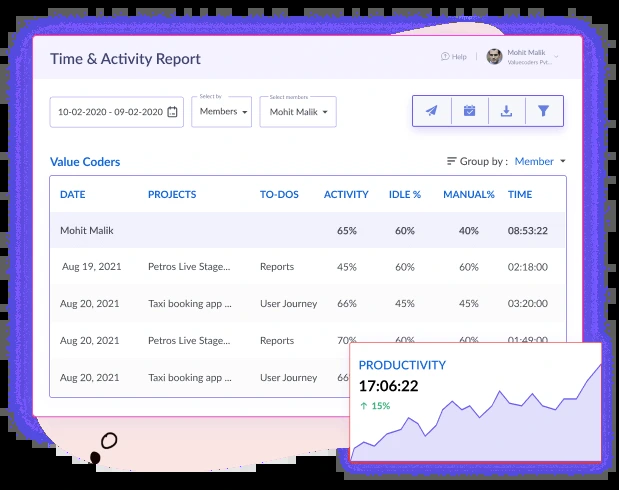 Time & Activity Report
Help
Mohit Malik
Valuecoders Pvt...
Select by
Select members
10-02-2020 - 09-02-2020
Members
Mohit Malik
Value Coders
Group by : Member
DATE PROJECTS TO-DOS ACTIVITY IDLE % MANUAL% TIME
Mohit Malik 65% 60% 40% 08:53:22
Aug 19, 2021 Petros Live Stage... Reports 45% 60% 60% 02:18:00
Aug 20, 2021 Taxi booking app ... User Journey 66% 45% 45% 03:20:00
Aug 20, 2021 Petros Live Stage... Reports 70% 60% 60% 01:49:00
Aug 20, 2021 Taxi booking app ... User Journey 66
PRODUCTIVITY
17:06:22
↑ 15%